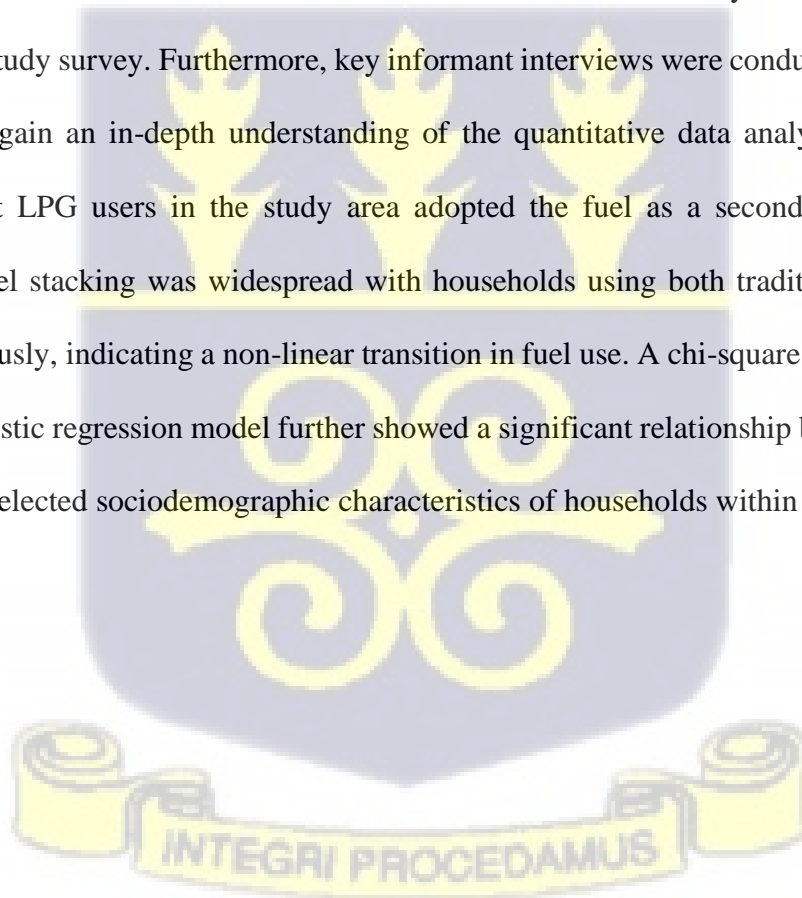 tudy survey. Furthermore, key informant interviews were condu
gain an in-depth understanding of the quantitative data analy
t LPG users in the study area adopted the fuel as a second
el stacking was widespread with households using both tradit
usly, indicating a non-linear transition in fuel use. A chi-square
istic regression model further showed a significant relationship
elected sociodemographic characteristics of households within
INTEGRI PROCEDAMUS